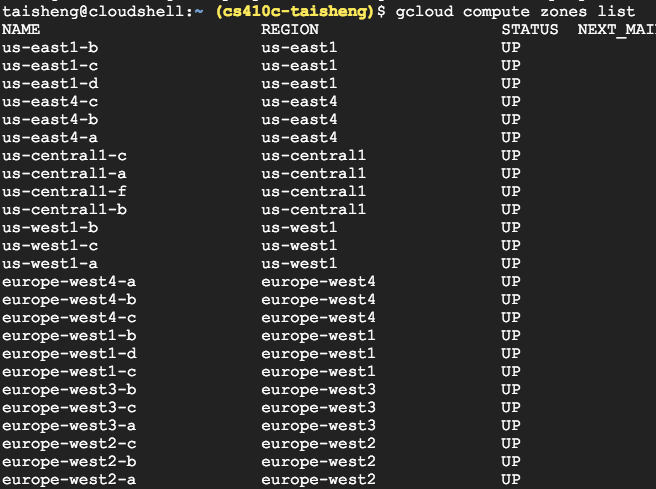 taisheng@cloudshell:~ (cs410c-taisheng)$ gcloud compute zones list
NAME REGION STATUS NEXT_MAI
us-east1-b us-east1 UP
us-east1-c us-east1 UP
us-east1-d us-east1 UP
us-east4-c us-east4 UP
us-east4-b us-east4 UP
us-east4-a us-east4 UP
us-central1-c us-central1 UP
us-central1-a us-central1 UP
us-central1-f us-central1 UP
us-central1-b us-central1 UP
us-west1-b us-west1 UP
us-west1-c us-west1 UP
us-west1-a us-west1 UP
europe-west4-a europe-west4 UP
europe-west4-b europe-west4 UP
europe-west4-c europe-west4 UP
europe-west1-b europe-west1 UP
europe-west1-d europe-west1 UP
europe-west1-c europe-west1 UP
europe-west3-b europe-west3 UP
europe-west3-c europe-west3 UP
europe-west3-a europe-west3 UP
europe-west2-c europe-west2 UP
europe-west2-b europe-west2 UP
europe-west2-a europe-west2 UP